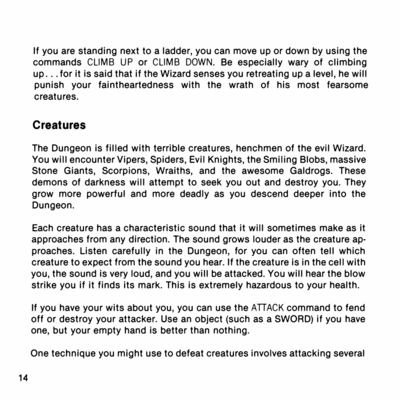 If you are standing next to a ladder, you can move up or down by using the
commands CLIMB UP or CLIMB DOWN. Be especially wary of climbing
up . . . for it is said that if the Wizard senses you retreating up a level, he will
punish your faintheartedness with the wrath of his most fearsome
creatures.
Creatures
The Dungeon is filled with terrible creatures, henchmen of the evil Wizard.
You will encounter Vipers, Spiders, Evil Knights, the Smiling Blobs, massive
Stone Giants, Scorpions, Wraiths, and the awesome Galdrogs. These
demons of darkness will attempt to seek you out and destroy you. They
grow more powerful and more deadly as you descend deeper into the
Dungeon.
Each creature has a characteristic sound that it will sometimes make as it
approaches from any direction. The sound grows louder as the creature ap-
proaches. Listen carefully in the Dungeon, for you can often tell which
creature to expect from the sound you hear. If the creature is in the cell with
you, the sound is very loud, and you will be attacked. You will hear the blow
strike you if it finds its mark. This is extremely hazardous to your health.
If you have your wits about you, you can use the ATTACK command to fend
off or destroy your attacker. Use an object (such as a SWORD) if you have
one, but your empty hand is better than nothing.
One technique you might use to defeat creatures involves attacking several
14